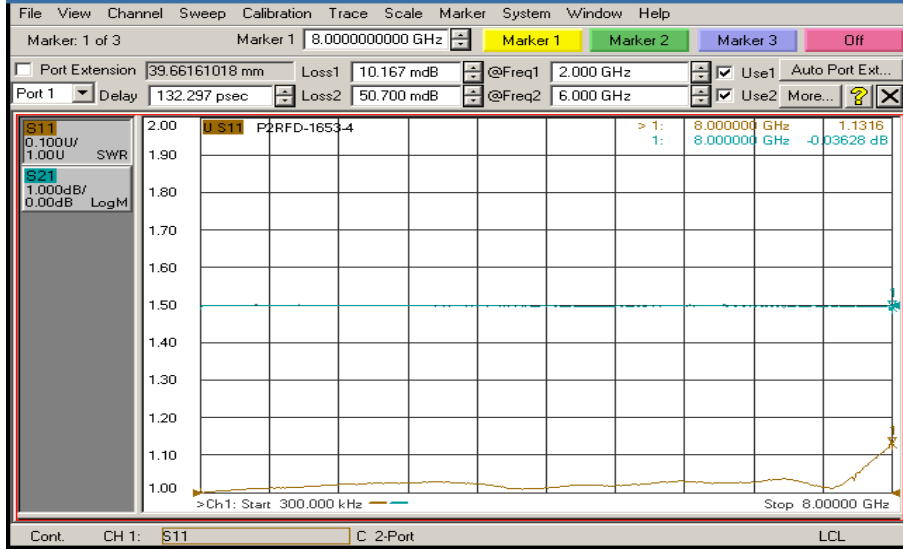 File View Channel Sweep Calibration Trace Scale Marker System Window Help
Marker: 1 of 3 Marker 1 8.0000000000 GHz Marker 1 Marker 2 Marker 3 Off
Port Extension 39.66161018 mm Loss1 10.167 mdB @Freq1 2.000 GHz Use1 Auto Port Ext...
Port 1 Delay 132.297 psec Loss2 50.700 mdB @Freq2 6.000 GHz Use2 More... ?
S11
0.100U/
1.00U SWR
S21
1.000dB/
0.00dB LogM
2.00 U S11 P2RFD-1653-4 > 1: 8.000000 GHz 1.1316
1: 8.000000 GHz -0.03628 dB
1.90
1.80
1.70
1.60
1.50 1
1.40
1.30
1.20
1
1.10
1.00
>Ch1: Start 300.000 kHz Stop 8.00000 GHz
Cont. CH 1: S11 C 2-Port LCL